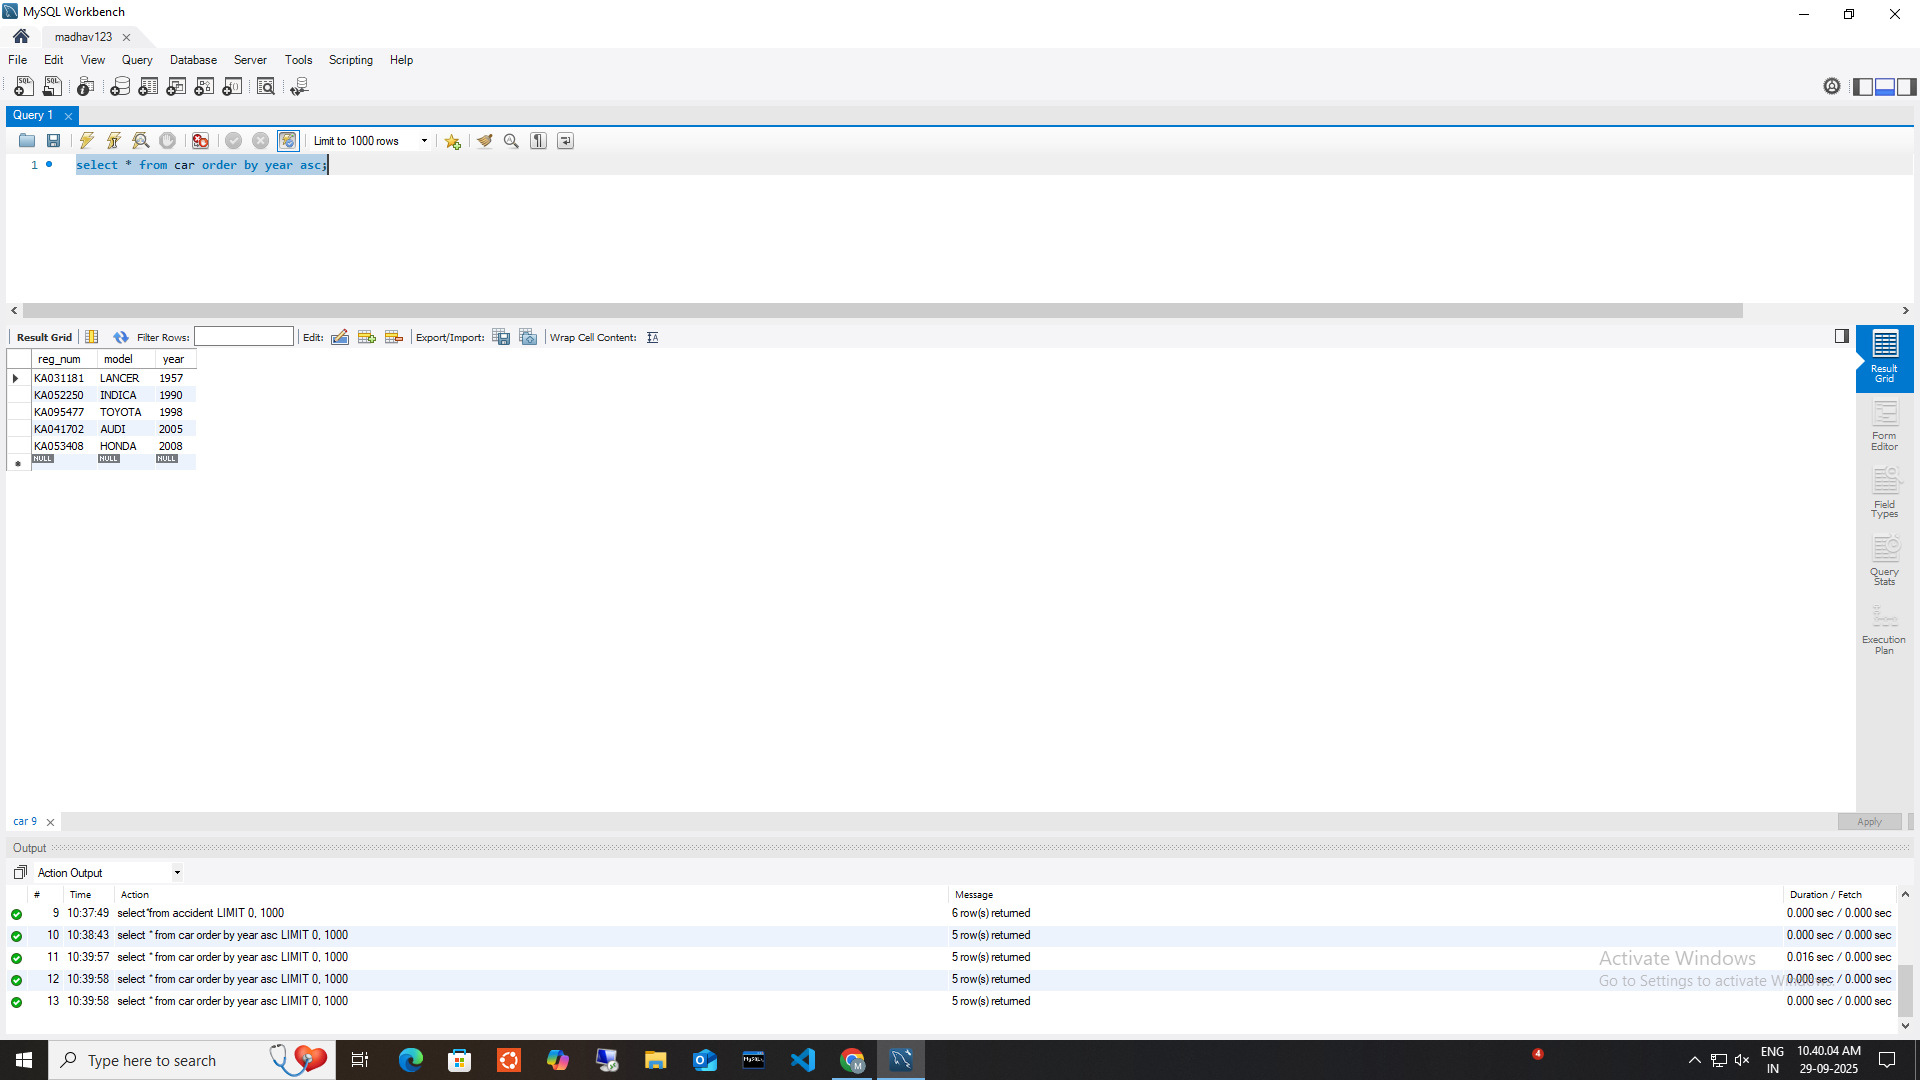 MySQL Workbench
madhav123
File Edit View Query Database Server Tools Scripting Help
Query 1
Limit to 1000 rows
1 select * from car order by year asc;
Result Grid Filter Rows: Edit: Export/Import: Wrap Cell Content:
reg_num model year
KA031181 LANCER 1957
KA052250 INDICA 1990
KA095477 TOYOTA 1998
KA041702 AUDI 2005
KA053408 HONDA 2008
NULL NULL NULL
Result
Grid
Form
Editor
Field
Types
Query
Stats
Execution
Plan
car 9
Apply
Output
Action Output
# Time Action Message Duration / Fetch
9 10:37:49 select*from accident LIMIT 0, 1000 6 row(s) returned 0.000 sec / 0.000 sec
10 10:38:43 select * from car order by year asc LIMIT 0, 1000 5 row(s) returned 0.000 sec / 0.000 sec
11 10:39:57 select * from car order by year asc LIMIT 0, 1000 5 row(s) returned 0.016 sec / 0.000 sec
12 10:39:58 select * from car order by year asc LIMIT 0, 1000 5 row(s) returned 0.000 sec / 0.000 sec
13 10:39:58 select * from car order by year asc LIMIT 0, 1000 5 row(s) returned 0.000 sec / 0.000 sec
Activate Windows
Go to Settings to activate Windows.
Type here to search
4
ENG
IN
10.40.04 AM
29-09-2025